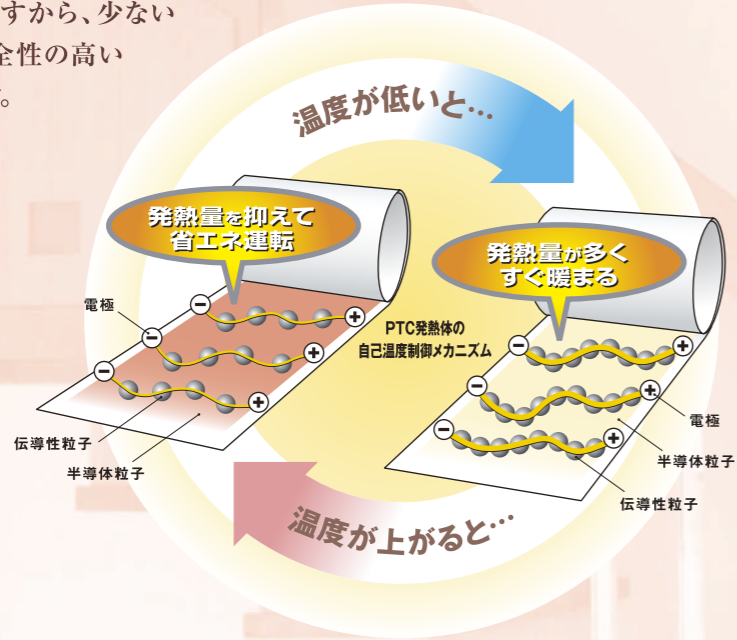 すから、少ない
全性の高い
。
温度が低いと…
発熱量を抑えて
省エネ運転
発熱量が多く
すぐ暖まる
PTC発熱体の
自己温度制御メカニズム
電極
−
+
−
+
−
+
伝導性粒子
半導体粒子
−
+
−
+
−
+
電極
半導体粒子
伝導性粒子
温度が上がると…